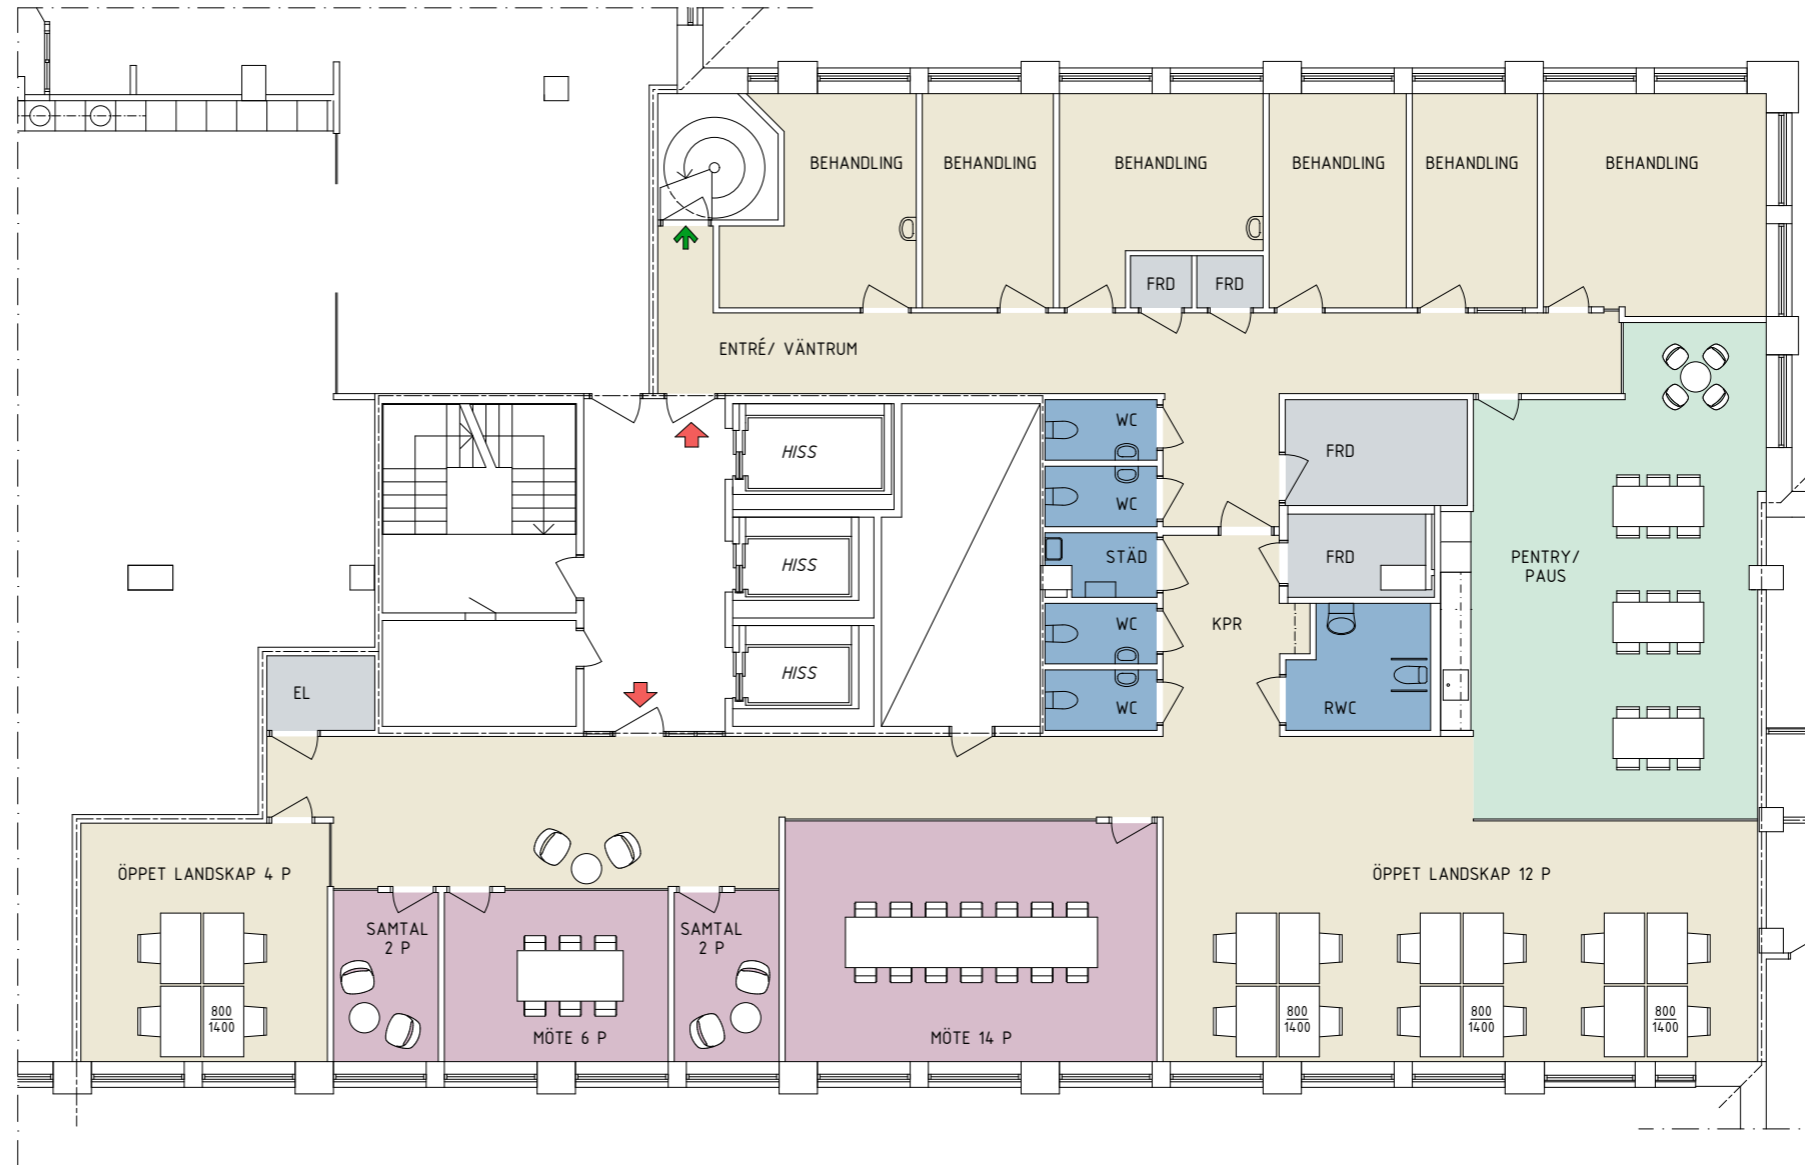 BEHANDLING
BEHANDLING
BEHANDLING
BEHANDLING
BEHANDLING
BEHANDLING
FRD
FRD
ENTRÉ/ VÄNTRUM
HISS
WC
FRD
WC
HISS
STÄD
FRD
PENTRY/
PAUS
WC
KPR
HISS
EL
WC
RWC
ÖPPET LANDSKAP 4 P
ÖPPET LANDSKAP 12 P
SAMTAL
2 P
SAMTAL
2 P
800
1400
800
1400
800
1400
800
1400
MÖTE 6 P
MÖTE 14 P